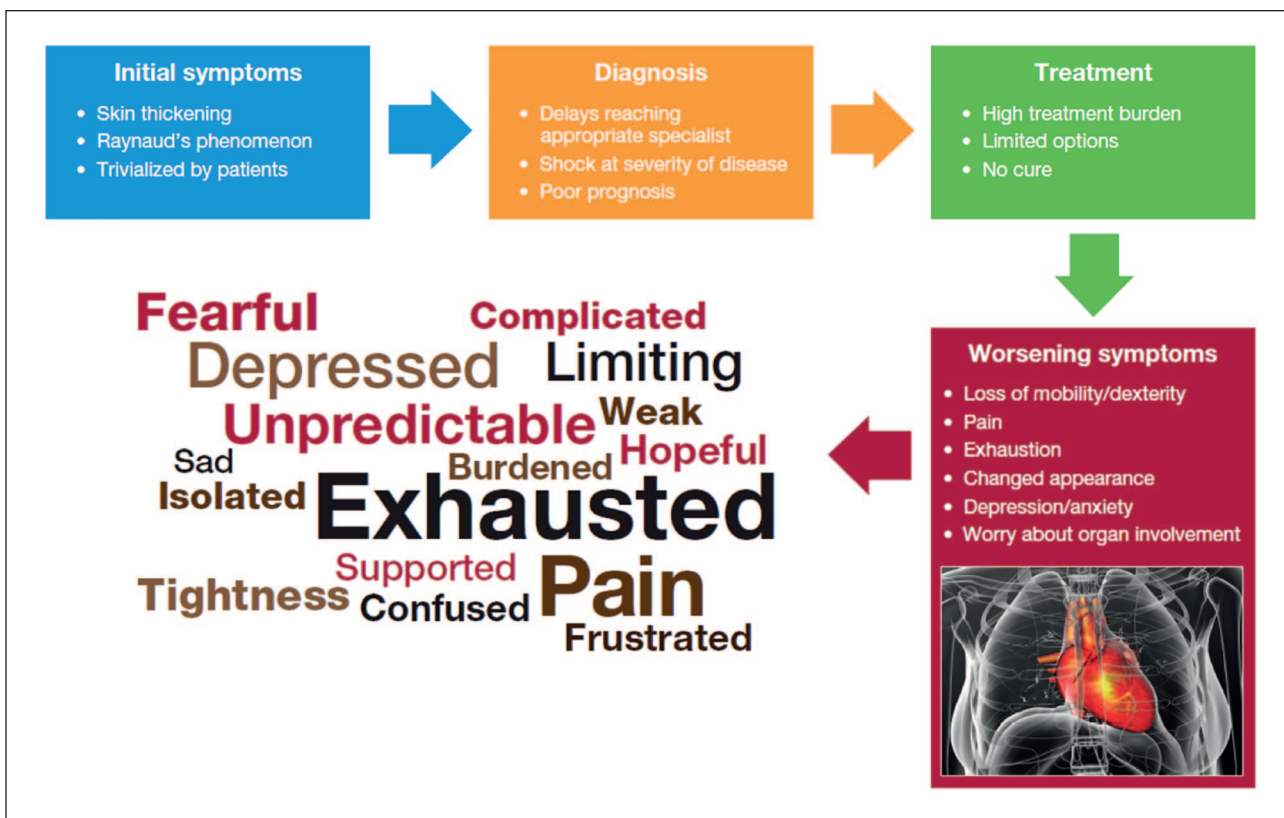 Initial symptoms
• Skin thickening
• Raynaud's phenomenon
• Trivialized by patients
Diagnosis
• Delays reaching
appropriate specialist
• Shock at severity of disease
• Poor prognosis
Treatment
• High treatment burden
• Limited options
• No cure
Worsening symptoms
• Loss of mobility/dexterity
• Pain
• Exhaustion
• Changed appearance
• Depression/anxiety
• Worry about organ involvement
Fearful
Complicated
Depressed
Limiting
Unpredictable
Weak
Sad
Burdened
Hopeful
Isolated
Exhausted
Supported
Pain
Tightness
Confused
Frustrated